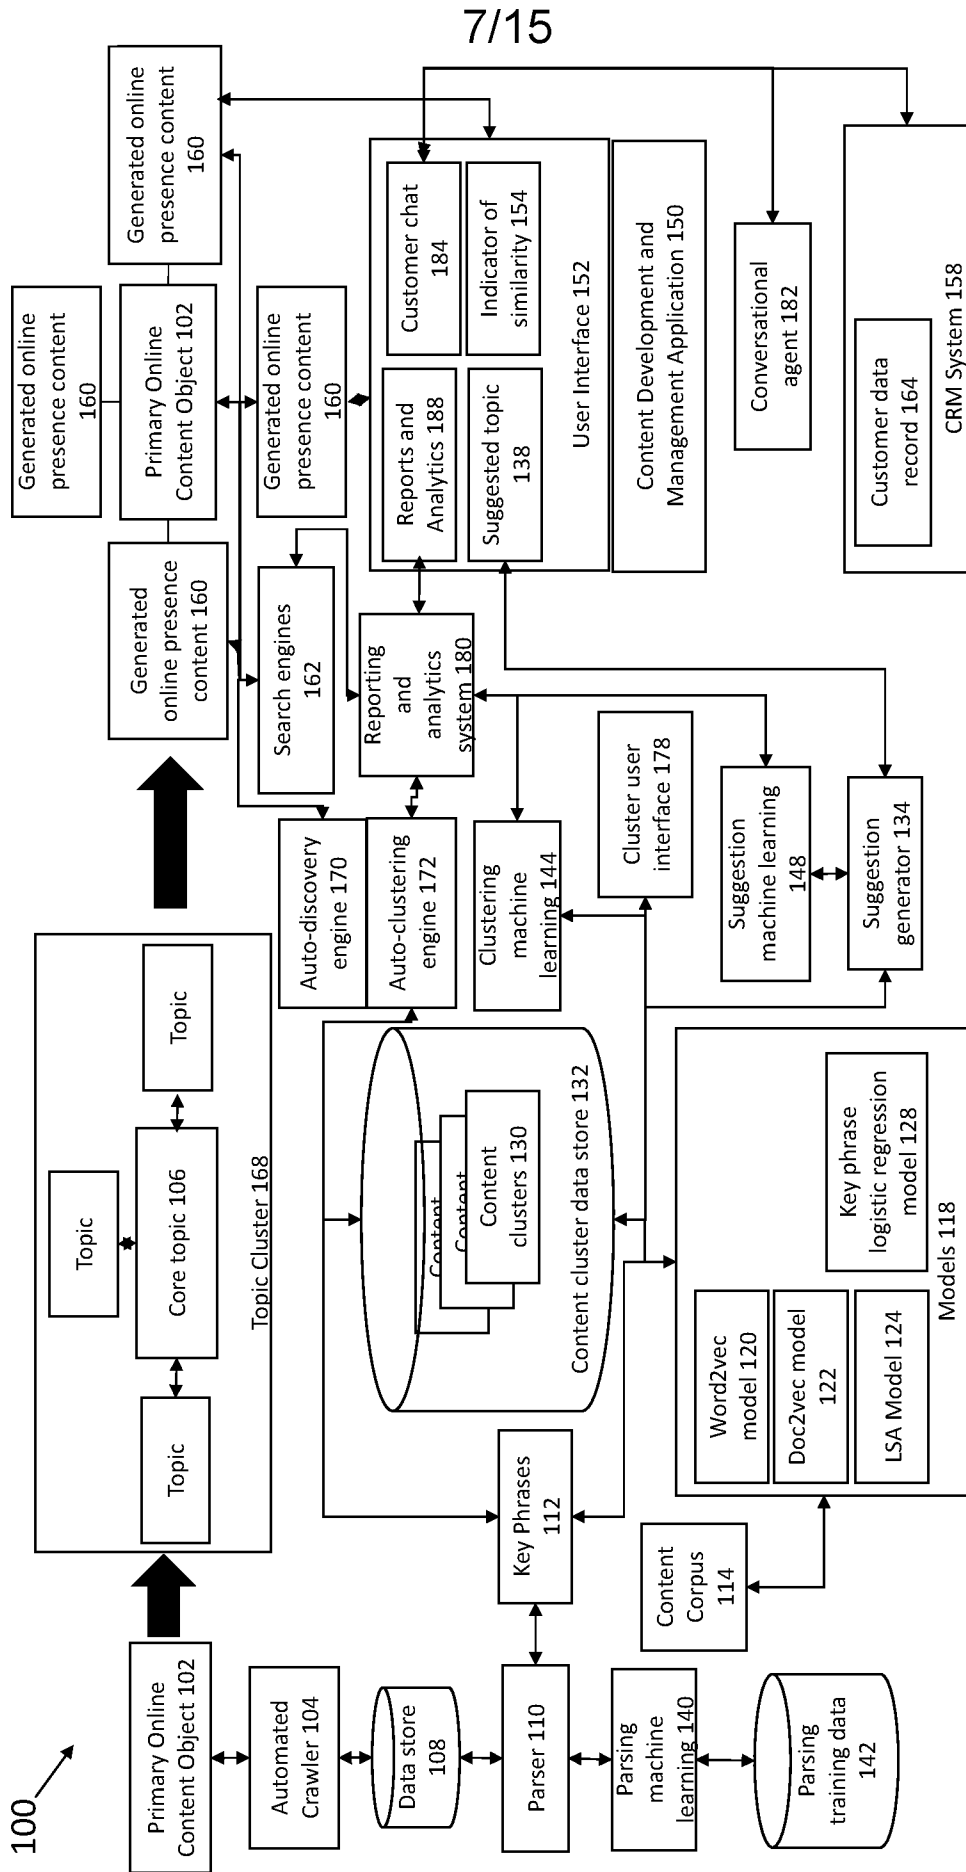 7/15
100
Primary Online
Content Object 102
Automated
Crawler 104
Data store
108
Parser 110
Parsing
machine
learning 140
Parsing
training data
142
Topic
Core topic 106
Topic
Topic
Topic Cluster 168
Key Phrases
112
Content
Corpus
114
Content
Content
Content
clusters 130
Content cluster data store 132
Word2vec
model 120
Doc2vec model
122
LSA Model 124
Key phrase
logistic regression
model 128
Models 118
Auto-discovery
engine 170
Auto-clustering
engine 172
Clustering
machine
learning 144
Cluster user
interface 178
Suggestion
machine learning
148
Suggestion
generator 134
Generated
online presence
content 160
Generated online
presence content
160
Primary Online
Content Object 102
Generated online
presence content
160
Generated online
presence content
160
Search engines
162
Reporting
and
analytics
system 180
Reports and
Analytics 188
Customer chat
184
Suggested topic
138
Indicator of
similarity 154
User Interface 152
Content Development and
Management Application 150
Conversational
agent 182
Customer data
record 164
CRM System 158